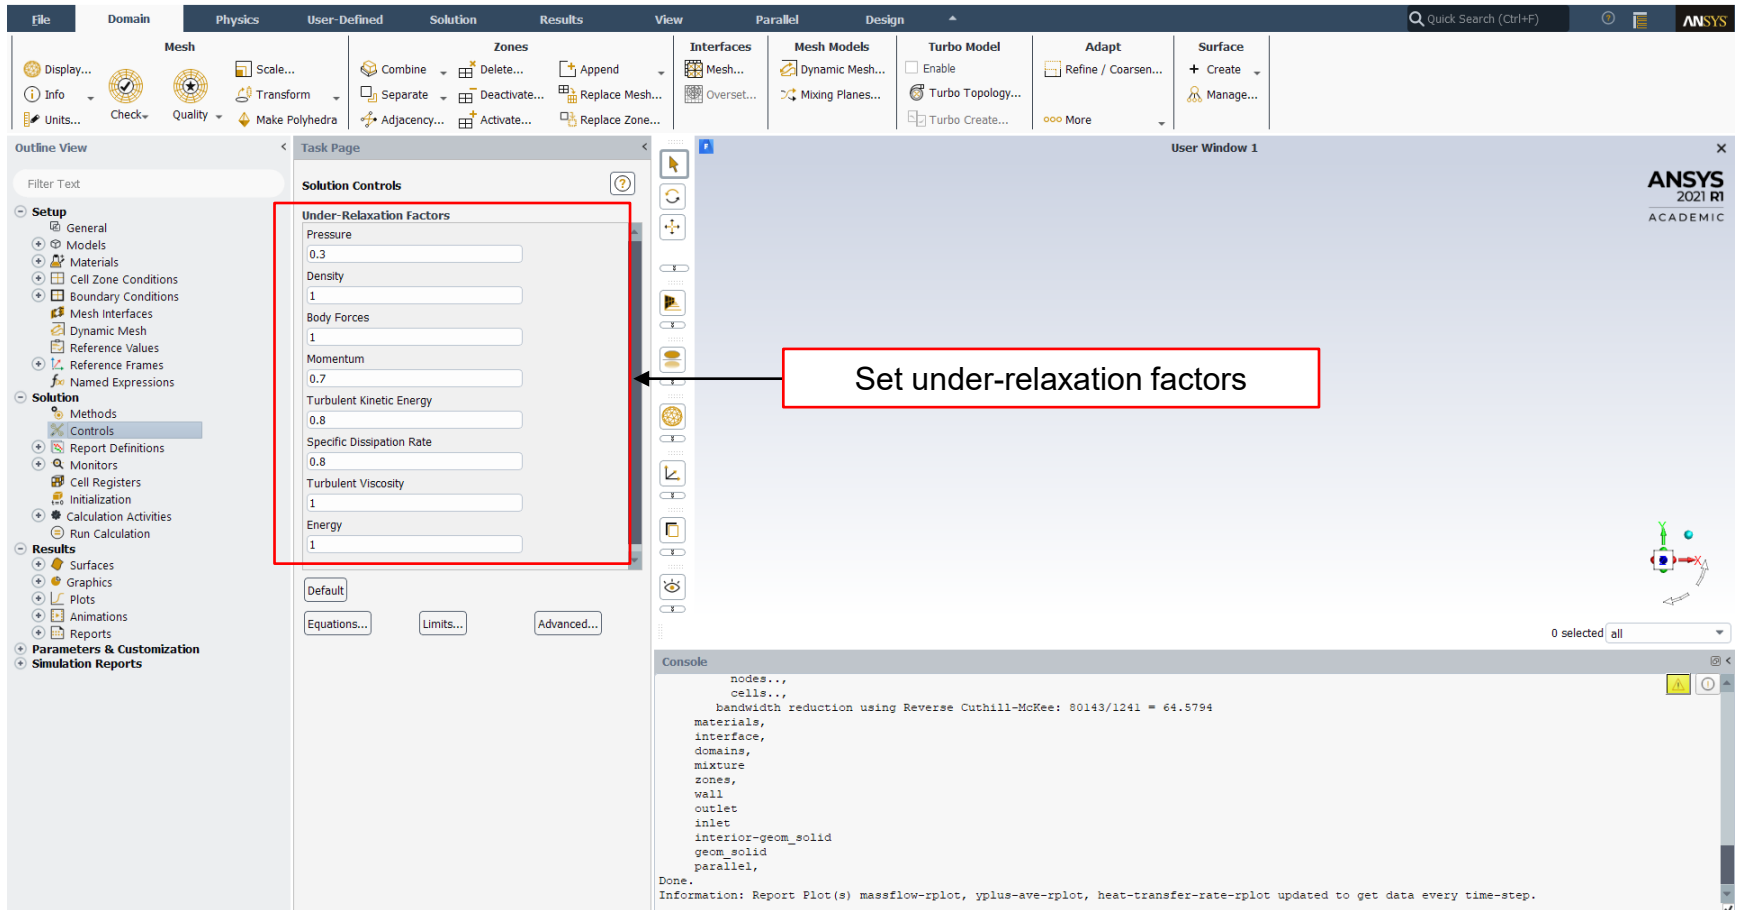 File Domain Physics User-Defined Solution Results View Parallel Design Quick Search (Ctrl+F) ANSYS
Mesh Zones Interfaces Mesh Models Turbo Model Adapt Surface
Display... Scale... Combine Delete... Append Mesh... Dynamic Mesh... Enable Refine / Coarsen... + Create
Info Transform Separate Deactivate... Replace Mesh... Overset... Mixing Planes... Turbo Topology... Manage...
Units... Check Quality Make Polyhedra Adjacency... Activate... Replace Zone... Turbo Create... More
Outline View
Filter Text
Setup
General
Models
Materials
Cell Zone Conditions
Boundary Conditions
Mesh Interfaces
Dynamic Mesh
Reference Values
Reference Frames
Named Expressions
Solution
Methods
Controls
Report Definitions
Monitors
Cell Registers
Initialization
Calculation Activities
Run Calculation
Results
Surfaces
Graphics
Plots
Animations
Reports
Parameters & Customization
Simulation Reports
Task Page
Solution Controls
Under-Relaxation Factors
Pressure
0.3
Density
1
Body Forces
1
Momentum
0.7
Turbulent Kinetic Energy
0.8
Specific Dissipation Rate
0.8
Turbulent Viscosity
1
Energy
1
Default
Equations... Limits... Advanced...
User Window 1
ANSYS
2021 R1
ACADEMIC
Set under-relaxation factors
Y
X
0 selected all
Console
nodes..,
cells..,
bandwidth reduction using Reverse Cuthill-McKee: 80143/1241 = 64.5794
materials,
interface,
domains,
mixture
zones,
wall
outlet
inlet
interior-geom_solid
geom_solid
parallel,
Done.
Information: Report Plot(s) massflow-rplot, yplus-ave-rplot, heat-transfer-rate-rplot updated to get data every time-step.